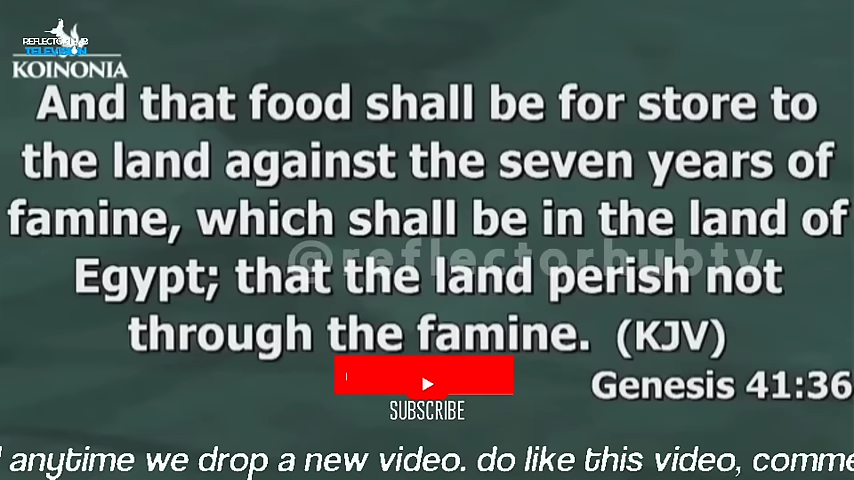 REFLECTOR HUB
TELEVISION
KOINONIA
And that food shall be for store to
the land against the seven years of
famine, which shall be in the land of
@reflectorhubtv
Egypt; that the land perish not
through the famine. (KJV)
Genesis 41:36
SUBSCRIBE
anytime we drop a new video. do like this video, comme